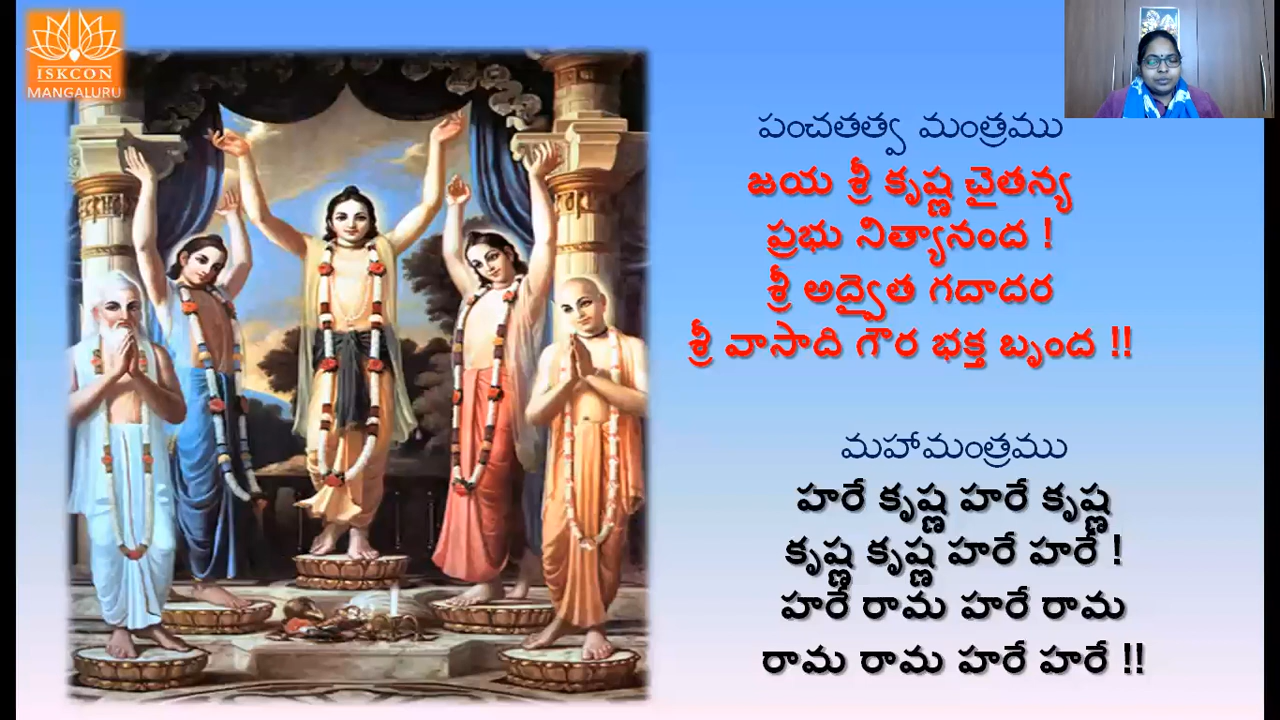 ISKCON
MANGALURU
పంచతత్వ మంత్రము
జయ శ్రీ కృష్ణ చైతన్య
ప్రభు నిత్యానంద !
శ్రీ అద్వైత గదాదర
శ్రీ వాసాది గౌర భక్త బృంద !!
మహామంత్రము
హరే కృష్ణ హరే కృష్ణ
కృష్ణ కృష్ణ హరే హరే !
హరే రామ హరే రామ
రామ రామ హరే హరే !!